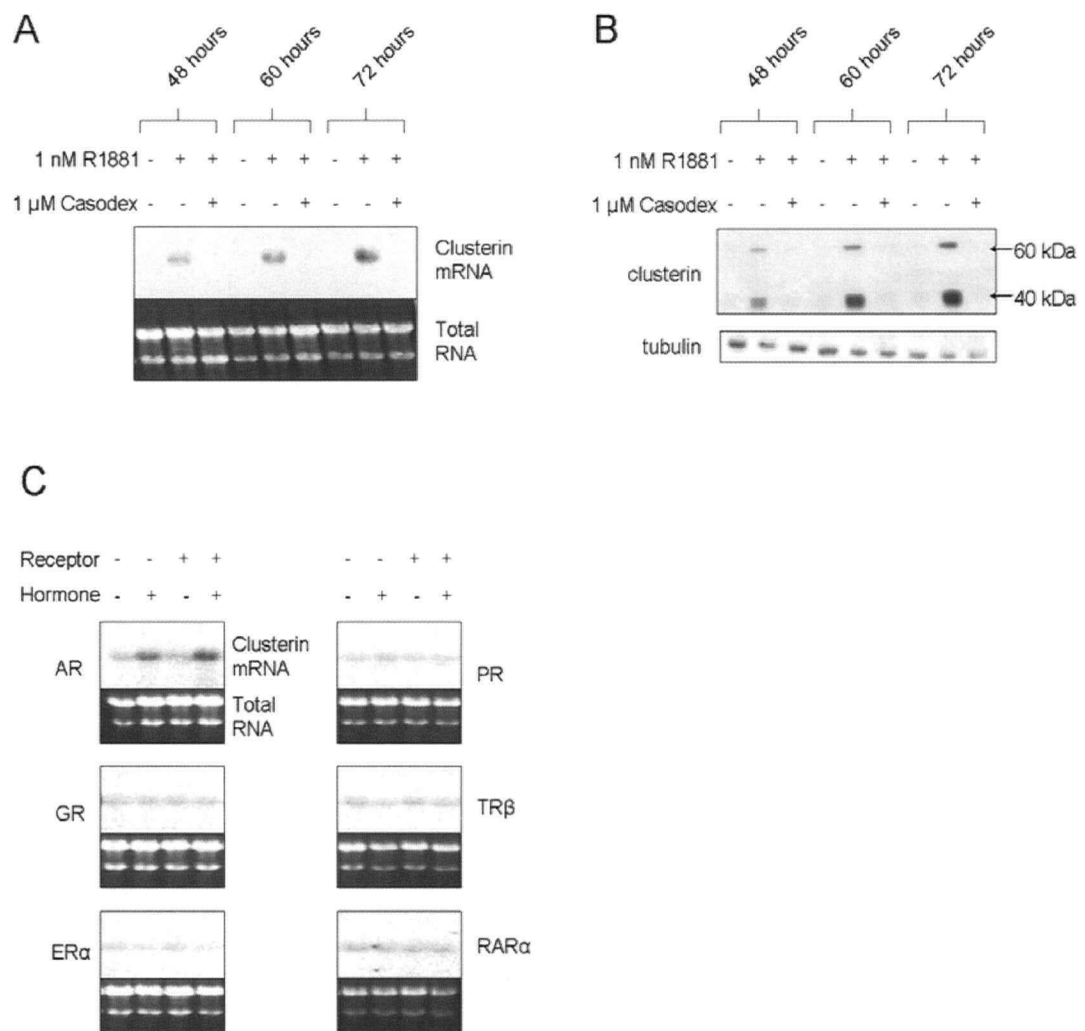 A
48 hours
60 hours
72 hours
1 nM R1881 - + + - + + - + +
1 µM Casodex - - + - - + - - +
Clusterin
mRNA
Total
RNA
B
48 hours
60 hours
72 hours
1 nM R1881 - + + - + + - + +
1 µM Casodex - - + - - + - - +
clusterin
60 kDa
40 kDa
tubulin
C
Receptor - - + + - - + +
Hormone - + - + - + - +
AR
Clusterin
mRNA
Total
RNA
PR
GR
TRβ
ERα
RARα